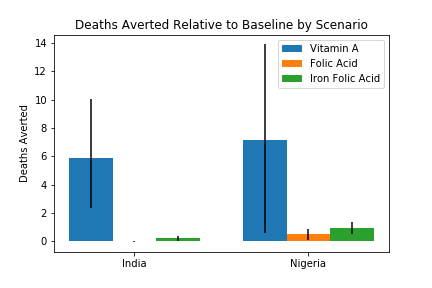 Deaths Averted Relative to Baseline by Scenario
Vitamin A
Folic Acid
Iron Folic Acid
Deaths Averted
14
12
10
8
6
4
2
0
India
Nigeria